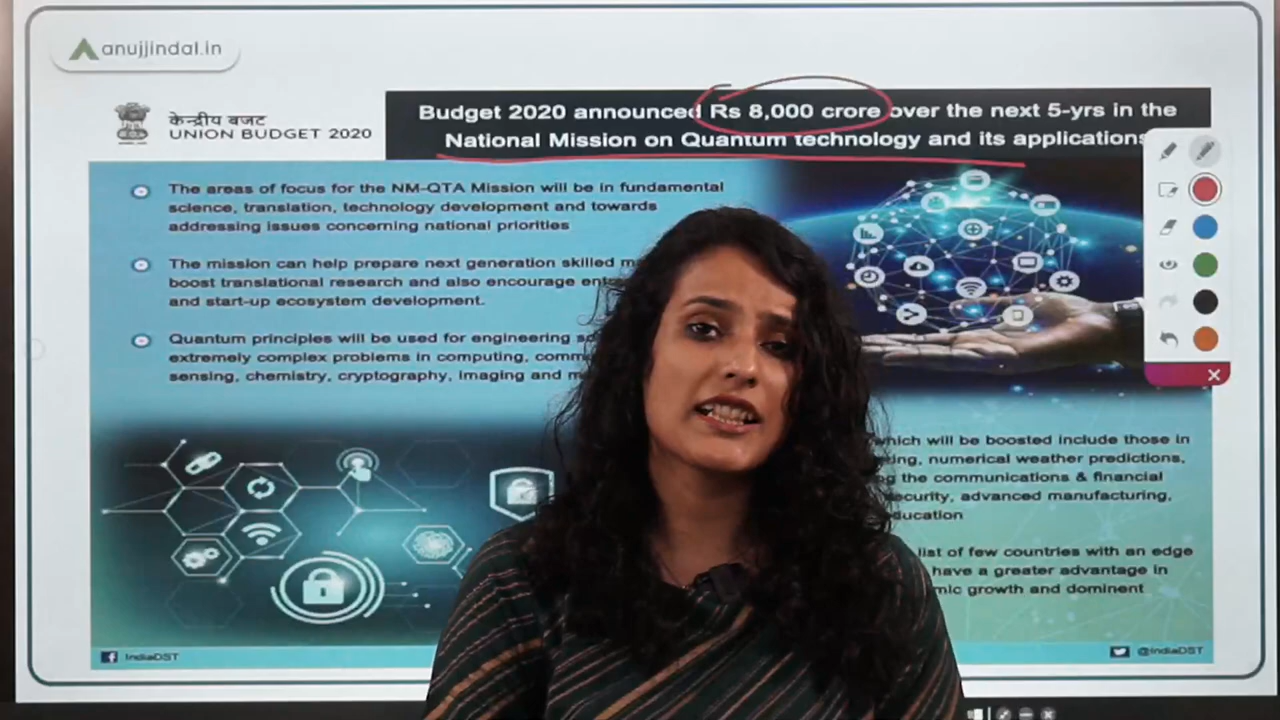 anujjindal.in
केन्द्रीय बजट
UNION BUDGET 2020
Budget 2020 announced Rs 8,000 crore over the next 5-yrs in the
National Mission on Quantum technology and its applications
The areas of focus for the NM-QTA Mission will be in fundamental
science, translation, technology development and towards
addressing issues concerning national priorities
The mission can help prepare next generation skilled
boost translational research and also encourage
and start-up ecosystem development.
Quantum principles will be used for engineering
extremely complex problems in computing,
sensing, chemistry, cryptography, imaging and
which will be boosted include those in
numerical weather predictions,
the communications & financial
advanced manufacturing,
list of few countries with an edge
have a greater advantage in
growth and dominent
IndiaDST
@IndiaDST